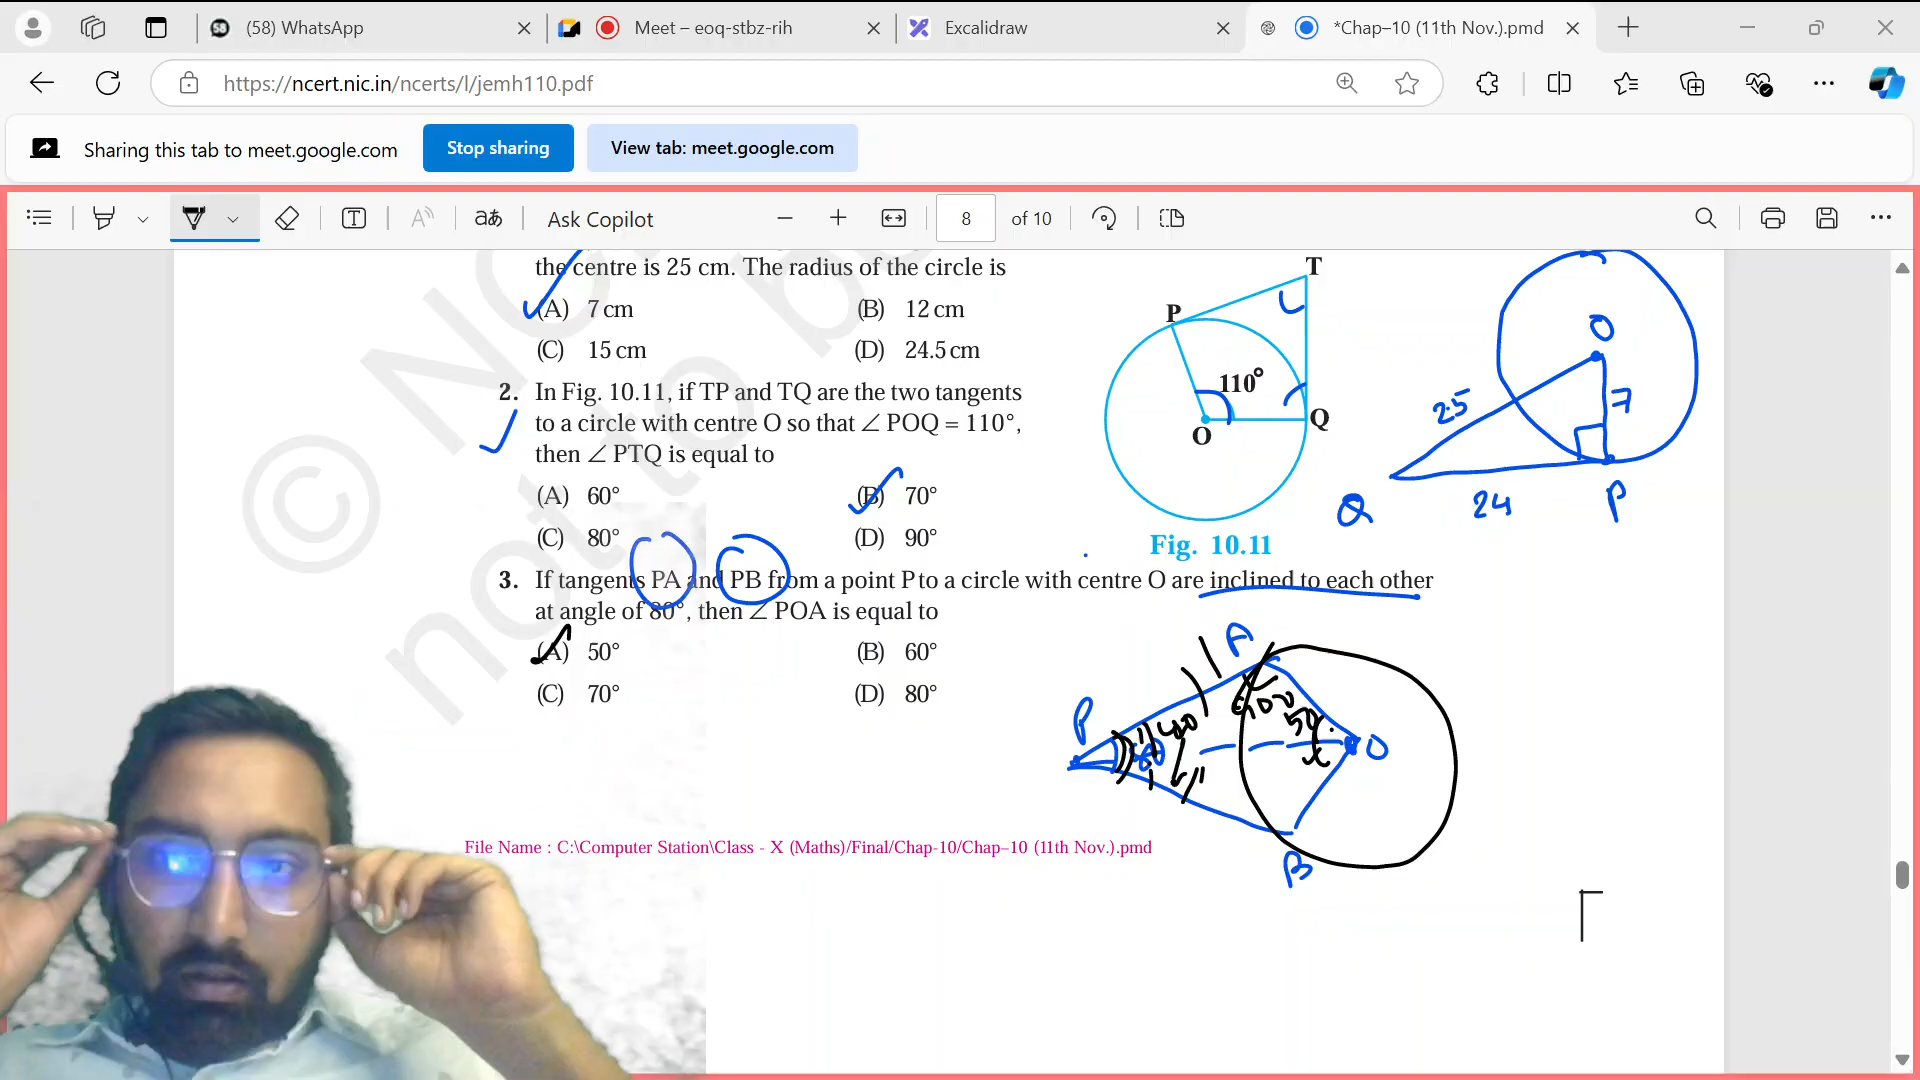 58 (58) WhatsApp
Meet – eoq-stbz-rih
Excalidraw
*Chap–10 (11th Nov.).pmd
https://ncert.nic.in/ncerts/l/jemh110.pdf
Sharing this tab to meet.google.com Stop sharing View tab: meet.google.com
aあ Ask Copilot 8 of 10
© NC
not to b
the centre is 25 cm. The radius of the circle is
(A) 7 cm (B) 12 cm
(C) 15 cm (D) 24.5 cm
2. In Fig. 10.11, if TP and TQ are the two tangents
to a circle with centre O so that ∠ POQ = 110°,
then ∠ PTQ is equal to
(A) 60° (B) 70°
(C) 80° (D) 90°
T
P
110°
O
Q
Fig. 10.11
O
25
7
Q
24
P
3. If tangents PA and PB from a point P to a circle with centre O are inclined to each other
at angle of 80°, then ∠ POA is equal to
(A) 50° (B) 60°
(C) 70° (D) 80°
A
P
40
50
x
O
80
B
File Name : C:\Computer Station\Class - X (Maths)/Final/Chap-10/Chap–10 (11th Nov.).pmd